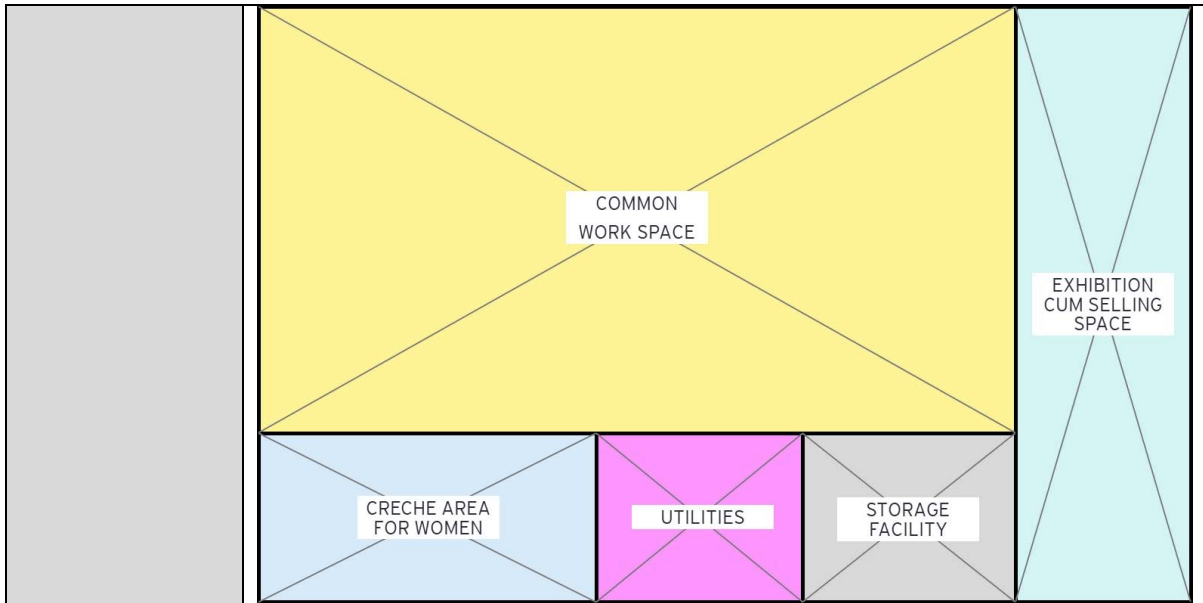 COMMON
WORK SPACE
EXHIBITION
CUM SELLING
SPACE
CRECHE AREA
FOR WOMEN
UTILITIES
STORAGE
FACILITY